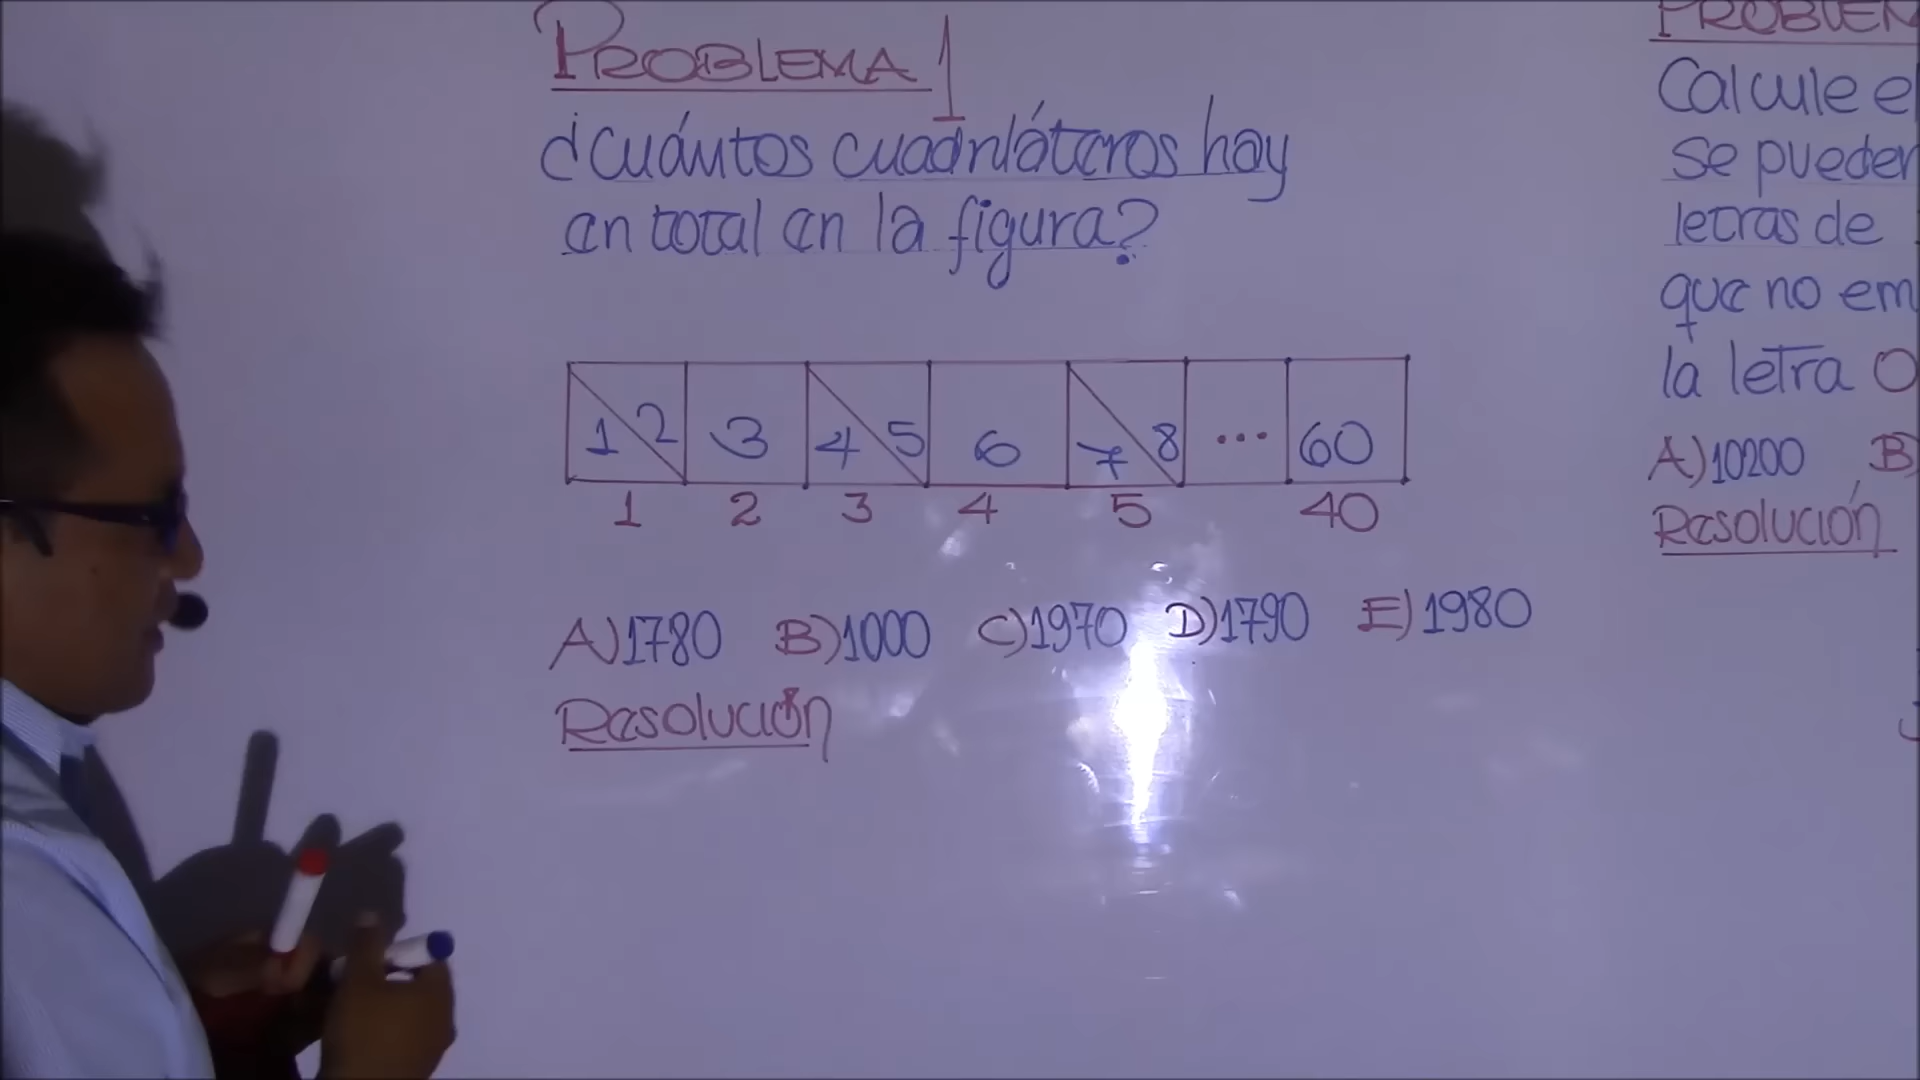 PROBLEMA 1
¿Cuántos cuadriláteros hay
en total en la figura?
1 2 3 4 5 6 7 8 ... 60
1 2 3 4 5 40
A) 1780 B) 1000 C) 1970 D) 1790 E) 1980
Resolución
Calcule
se pueden
letras de
que no em
la letra O
A) 10200 B)
Resolución